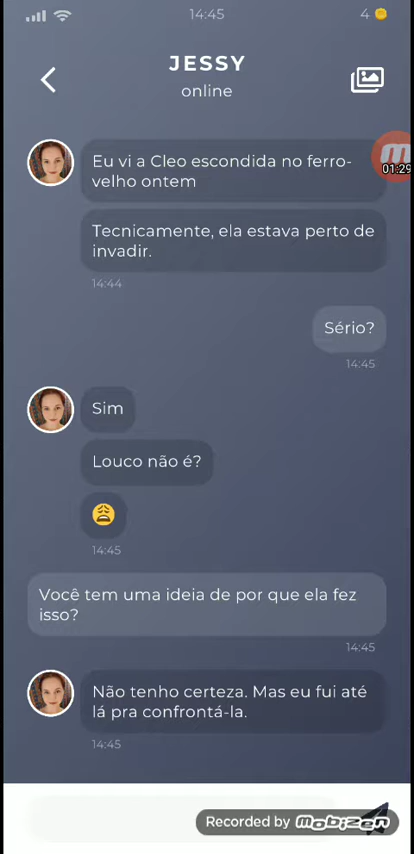 14:45
4
JESSY
online
Eu vi a Cleo escondida no ferro-
velho ontem
01:29
Tecnicamente, ela estava perto de
invadir.
14:44
Sério?
14:45
Sim
Louco não é?
14:45
Você tem uma ideia de por que ela fez
isso?
14:45
Não tenho certeza. Mas eu fui até
lá pra confrontá-la.
14:45
Recorded by mobizen